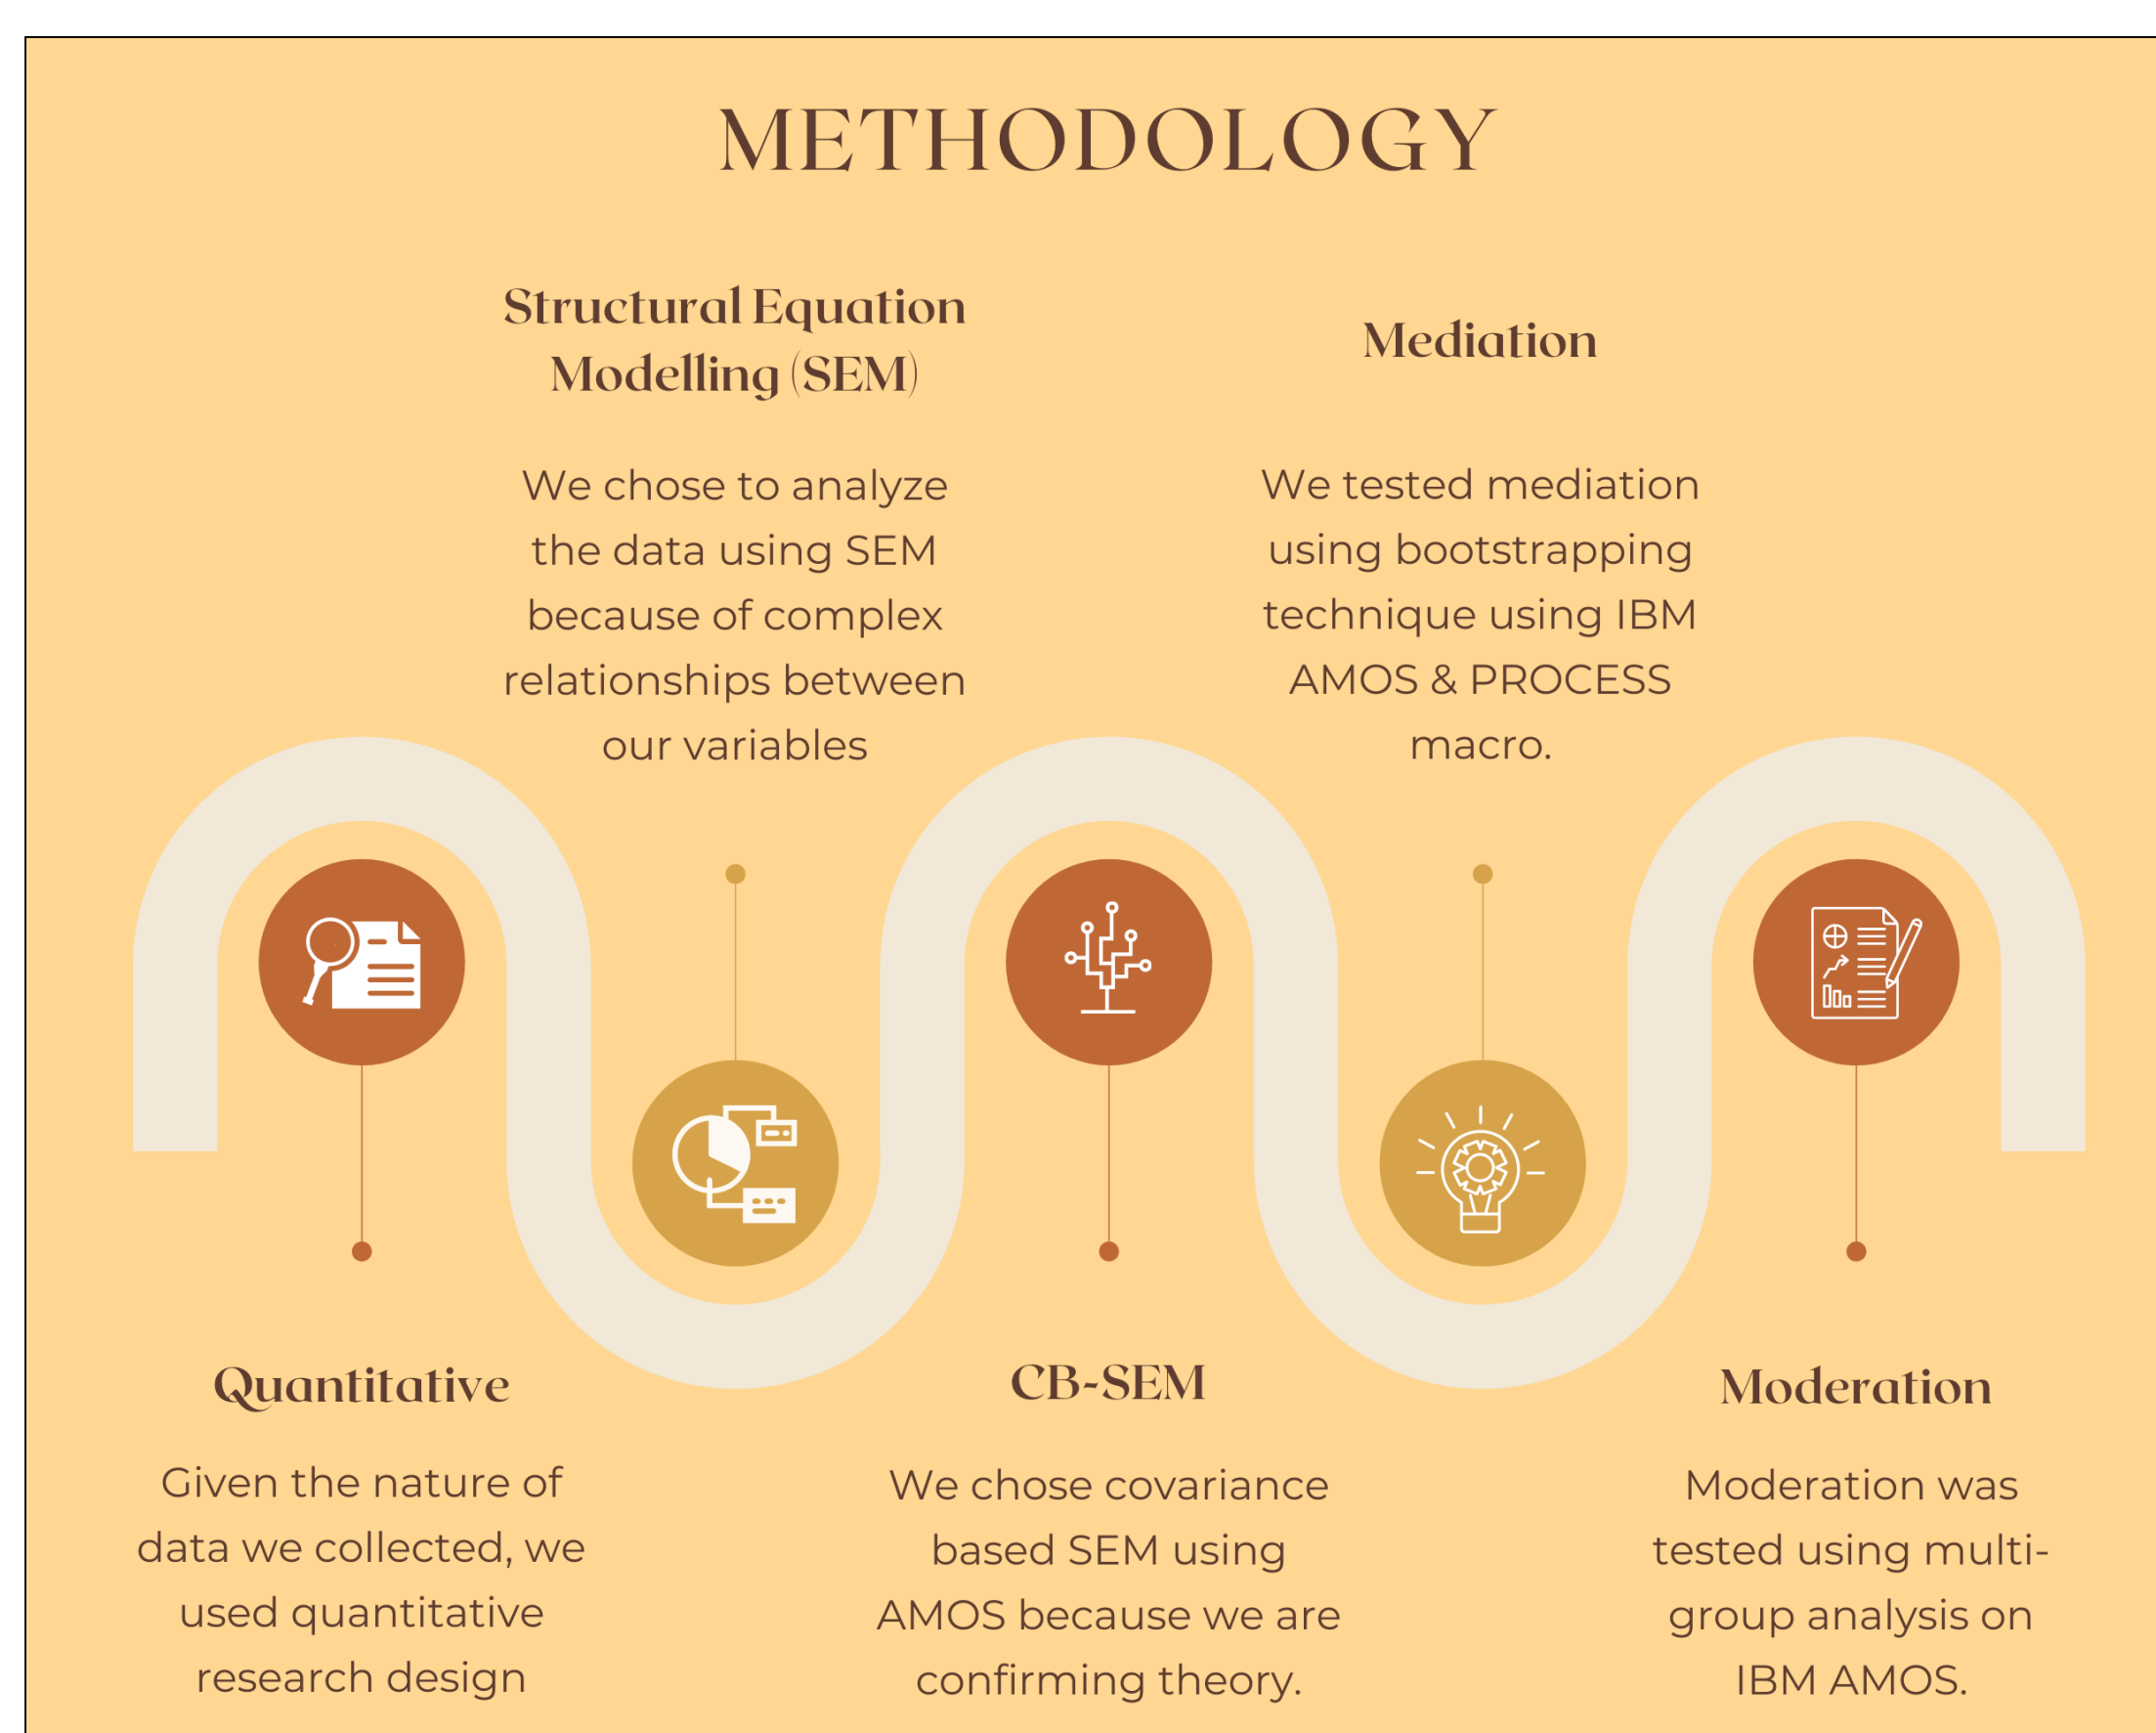 METHODOLOGY
Structural Equation
Modelling (SEM)
We chose to analyze
the data using SEM
because of complex
relationships between
our variables
Mediation
We tested mediation
using bootstrapping
technique using IBM
AMOS & PROCESS
macro.
Quantitative
Given the nature of
data we collected, we
used quantitative
research design
CB-SEM
We chose covariance
based SEM using
AMOS because we are
confirming theory.
Moderation
Moderation was
tested using multi-
group analysis on
IBM AMOS.